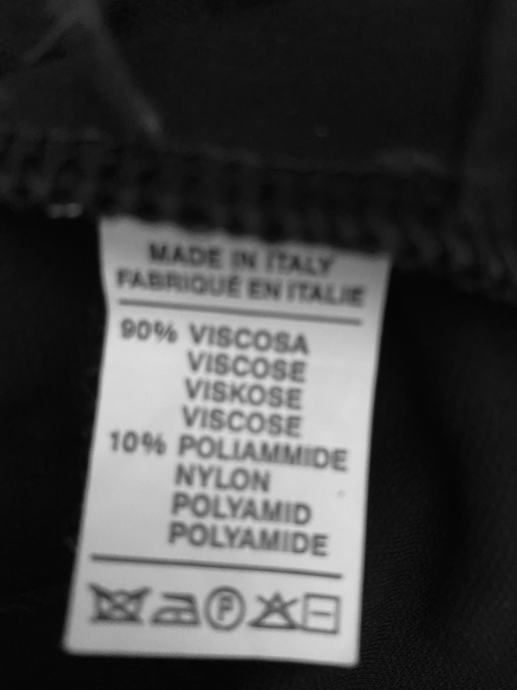 MADE IN ITALY
FABRIQUÉ EN ITALIE
90% VISCOSA
VISCOSE
VISKOSE
VISCOSE
10% POLIAMMIDE
NYLON
POLYAMID
POLYAMIDE
P